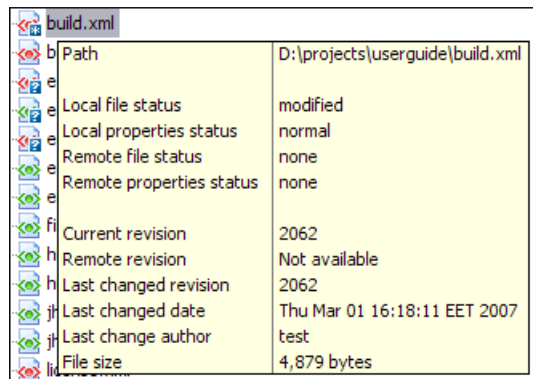 build.xml
Path D:\projects\userguide\build.xml
Local file status modified
Local properties status normal
Remote file status none
Remote properties status none
Current revision 2062
Remote revision Not available
Last changed revision 2062
Last changed date Thu Mar 01 16:18:11 EET 2007
Last change author test
File size 4,879 bytes